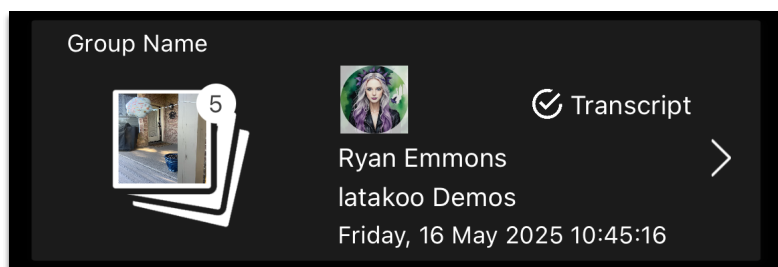 Group Name
5
Transcript
Ryan Emmons
latakoo Demos
Friday, 16 May 2025 10:45:16